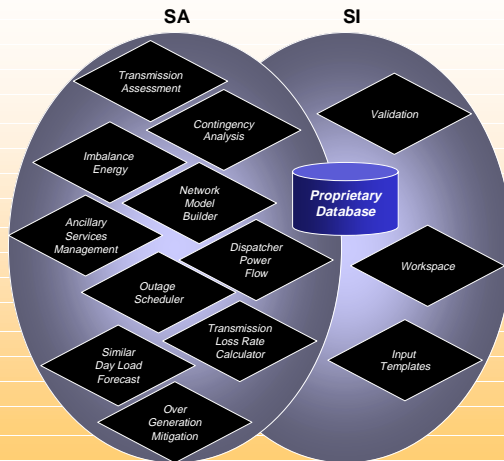 SA
SI
Transmission
Assessment
Contingency
Analysis
Validation
Imbalance
Energy
Network
Model
Builder
Proprietary
Database
Ancillary
Services
Management
Dispatcher
Power
Flow
Workspace
Outage
Scheduler
Transmission
Loss Rate
Calculator
Similar
Day Load
Forecast
Input
Templates
Over
Generation
Mitigation